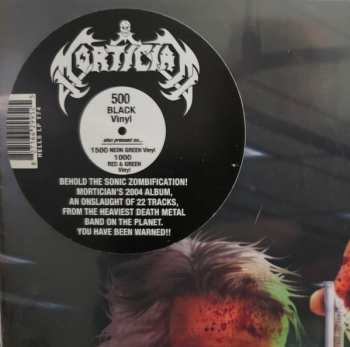 MORTICIAN
500
BLACK
Vinyl
also pressed on...
1500 NEON GREEN Vinyl
1000
RED & GREEN
Vinyl
BEHOLD THE SONIC ZOMBIFICATION!
MORTICIAN'S 2004 ALBUM,
AN ONSLAUGHT OF 22 TRACKS,
FROM THE HEAVIEST DEATH METAL
BAND ON THE PLANET.
YOU HAVE BEEN WARNED!!